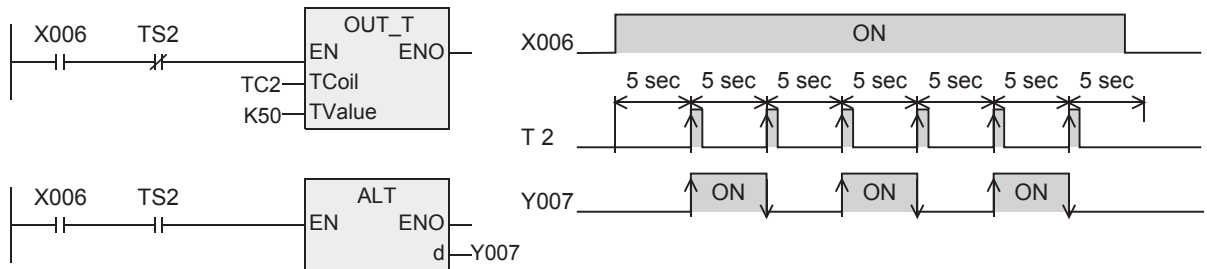 X006 TS2 OUT_T
EN ENO
TC2 TCoil
K50 TValue
X006 TS2 ALT
EN ENO
d Y007
X006 ON
5 sec 5 sec 5 sec 5 sec 5 sec 5 sec 5 sec
T 2
Y007 ON ON ON